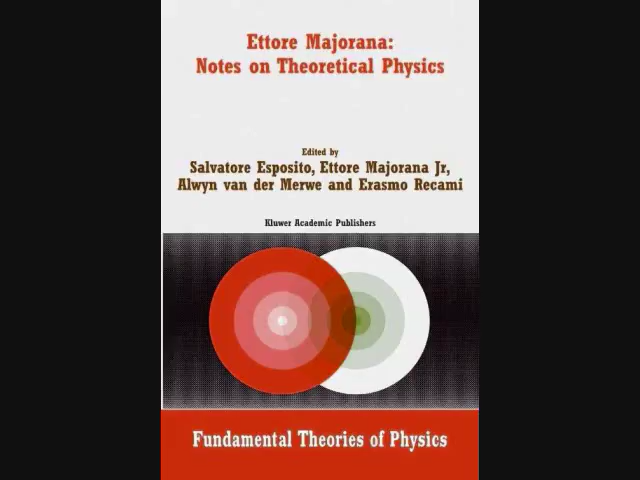 Ettore Majorana:
Notes on Theoretical Physics
Edited by
Salvatore Esposito, Ettore Majorana Jr,
Alwyn van der Merwe and Erasmo Recami
Kluwer Academic Publishers
Fundamental Theories of Physics